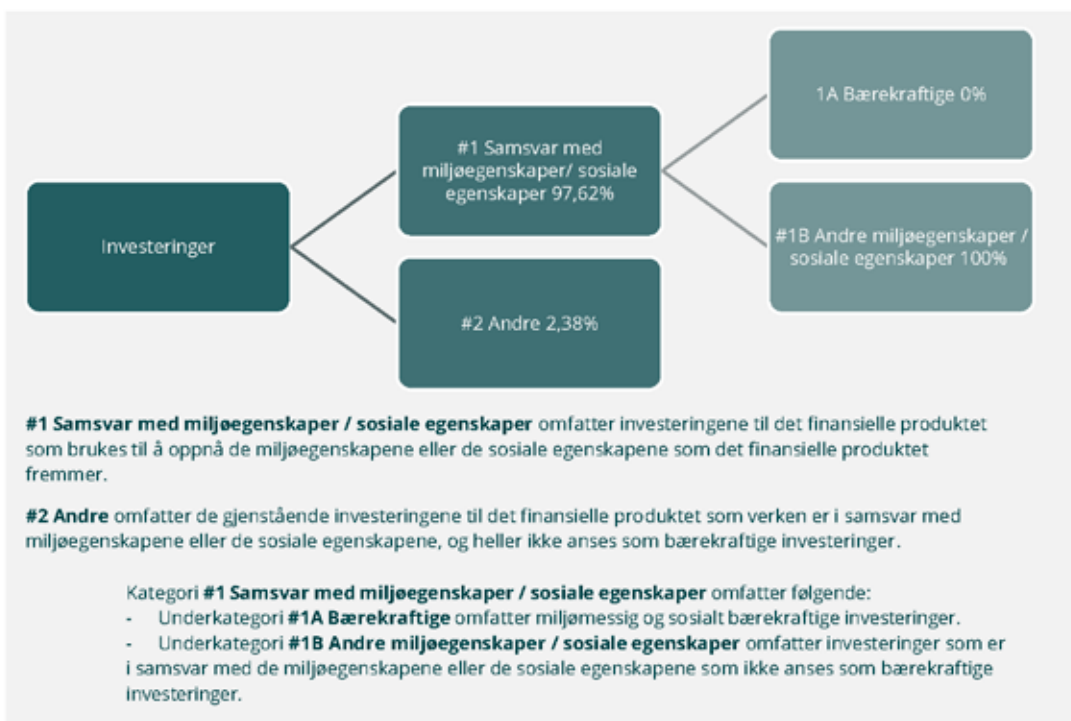 1A Bærekraftige 0%
#1 Samsvar med
miljøegenskaper/ sosiale
egenskaper 97,62%
Investeringer
#1B Andre miljøegenskaper /
sosiale egenskaper 100%
#2 Andre 2,38%
#1 Samsvar med miljøegenskaper / sosiale egenskaper omfatter investeringene til det finansielle produktet
som brukes til å oppnå de miljøegenskapene eller de sosiale egenskapene som det finansielle produktet
fremmer.
#2 Andre omfatter de gjenstående investeringene til det finansielle produktet som verken er i samsvar med
miljøegenskapene eller de sosiale egenskapene, og heller ikke anses som bærekraftige investeringer.
Kategori #1 Samsvar med miljøegenskaper / sosiale egenskaper omfatter følgende:
- Underkategori #1A Bærekraftige omfatter miljømessig og sosialt bærekraftige investeringer.
- Underkategori #1B Andre miljøegenskaper / sosiale egenskaper omfatter investeringer som er
i samsvar med de miljøegenskapene eller de sosiale egenskapene som ikke anses som bærekraftige
investeringer.